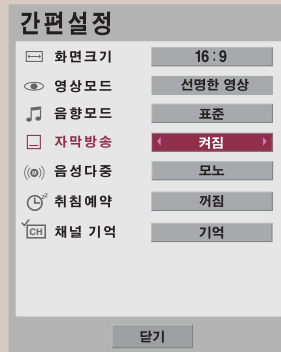 간편설정
화면크기 16:9
영상모드 선명한 영상
음향모드 표준
자막방송 켜짐
음성다중 모노
취침예약 꺼짐
CH 채널 기억 기억
닫기